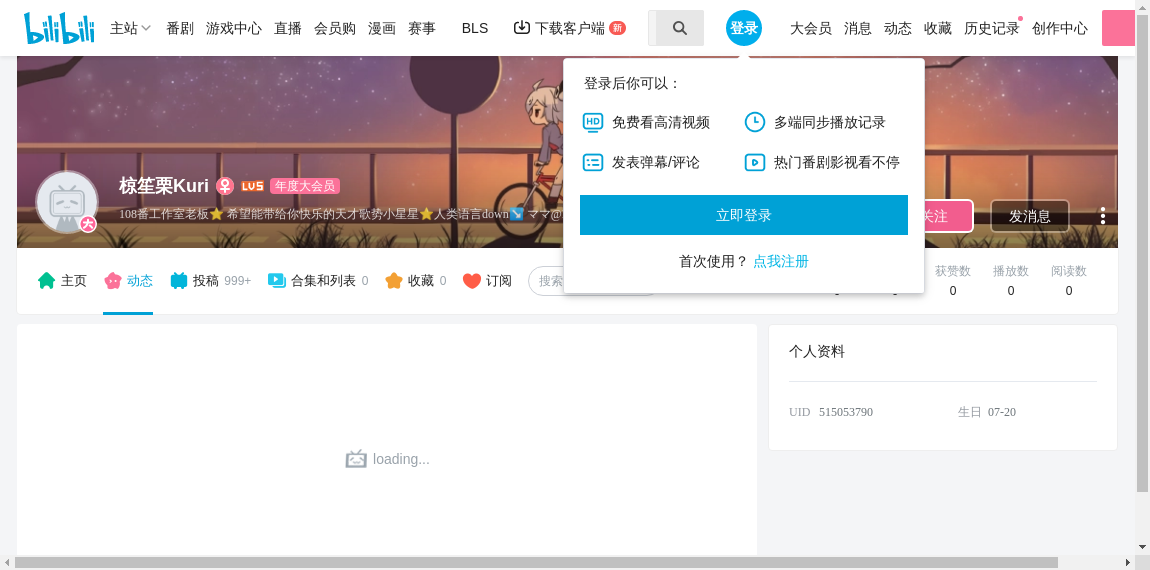 bilibili 主站 番剧 游戏中心 直播 会员购 漫画 赛事 BLS 下载客户端 新 登录 大会员 消息 动态 收藏 历史记录 创作中心
登录后你可以：
HD 免费看高清视频 多端同步播放记录
发表弹幕/评论 热门番剧影视看不停
立即登录
首次使用？ 点我注册
椋笙栗Kuri LV5 年度大会员
108番工作室老板⭐ 希望能带给你快乐的天才歌势小星星⭐人类语言down↘️ ママ@
大
关注 发消息
主页 动态 投稿 999+ 合集和列表 0 收藏 0 订阅 搜索
获赞数 播放数 阅读数
0 0 0
loading...
个人资料
UID 515053790 生日 07-20